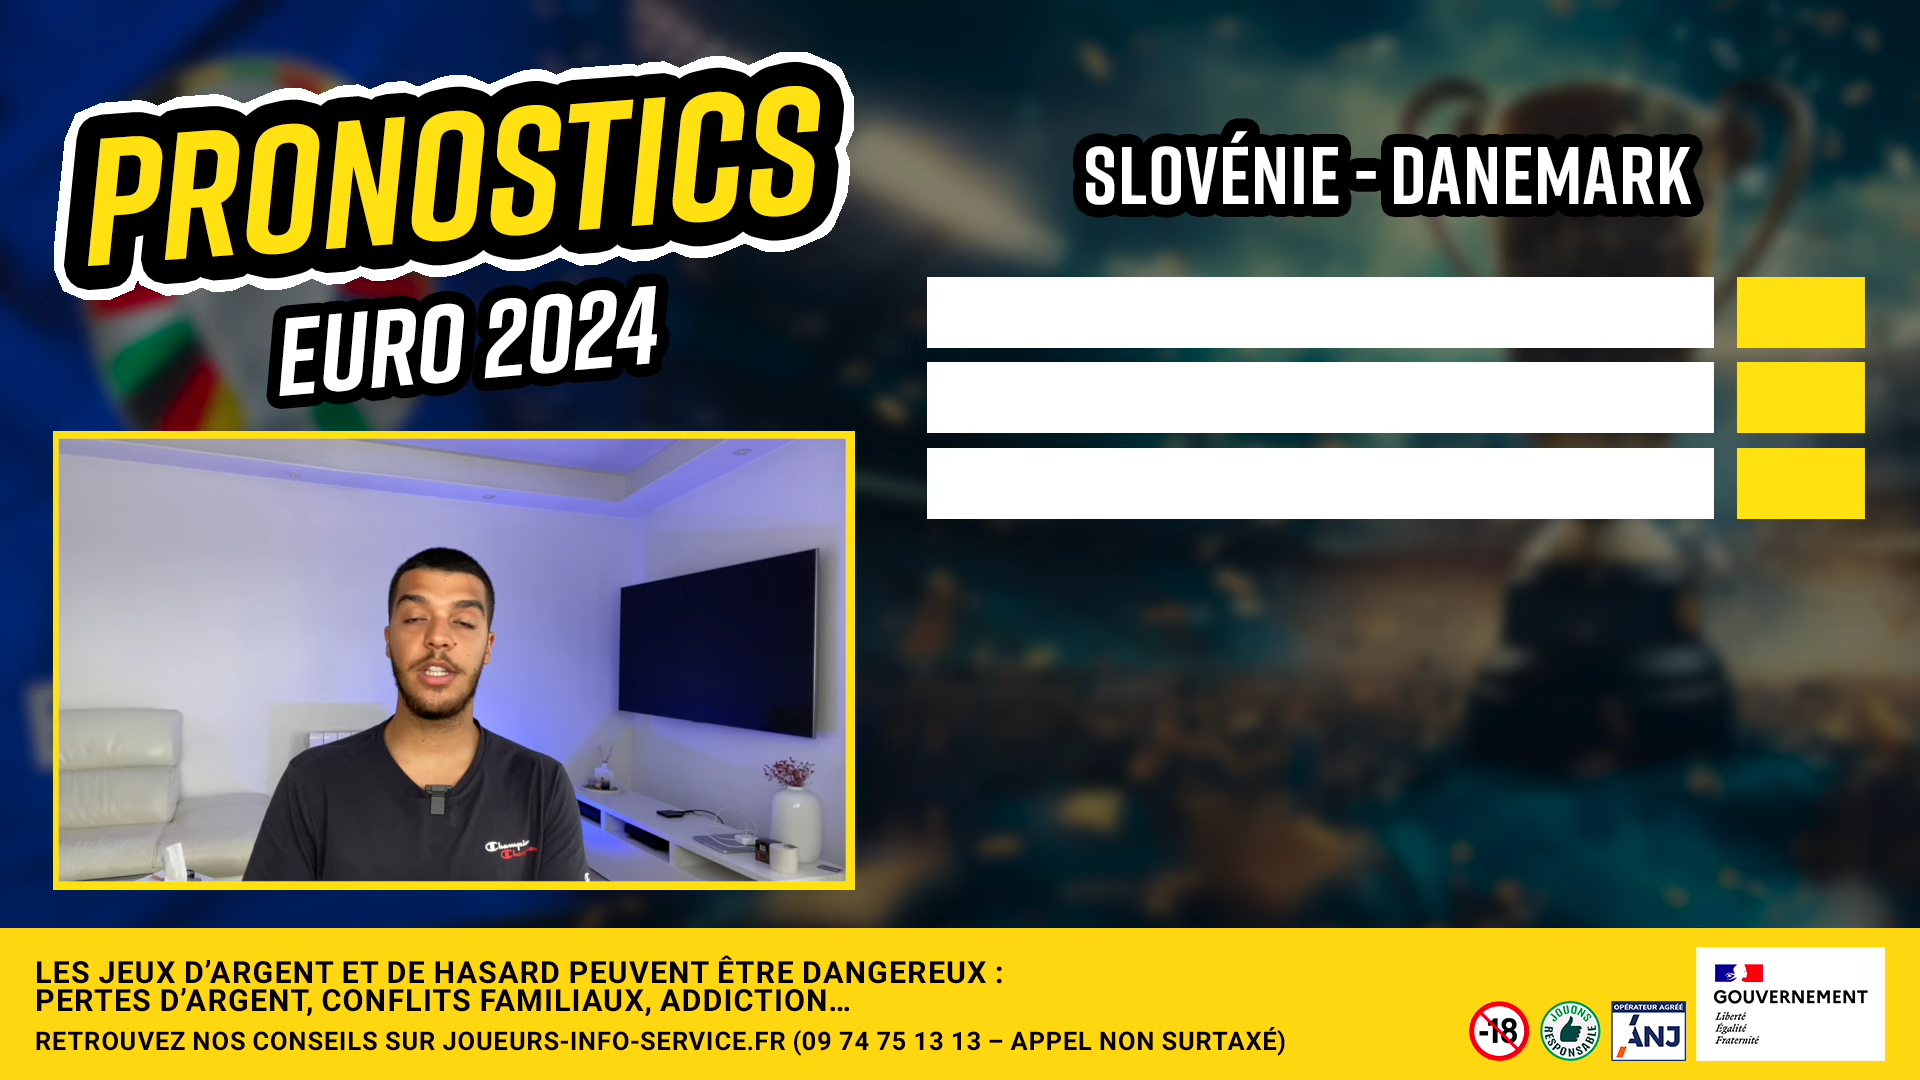 PRONOSTICS
EURO 2024
SLOVÉNIE - DANEMARK
Champion
LES JEUX D’ARGENT ET DE HASARD PEUVENT ÊTRE DANGEREUX :
PERTES D’ARGENT, CONFLITS FAMILIAUX, ADDICTION…
RETROUVEZ NOS CONSEILS SUR JOUEURS-INFO-SERVICE.FR (09 74 75 13 13 – APPEL NON SURTAXÉ)
-18
JOUONS
RESPONSABLE
OPÉRATEUR AGRÉÉ
ANJ
GOUVERNEMENT
Liberté
Égalité
Fraternité